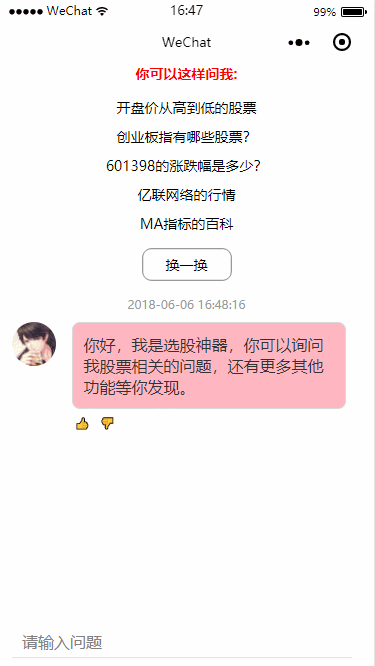 ●●●●● WeChat 16:47 99%
WeChat
你可以这样问我:
开盘价从高到低的股票
创业板指有哪些股票？
601398的涨跌幅是多少？
亿联网络的行情
MA指标的百科
换一换
2018-06-06 16:48:16
你好，我是选股神器，你可以询问
我股票相关的问题，还有更多其他
功能等你发现。
请输入问题